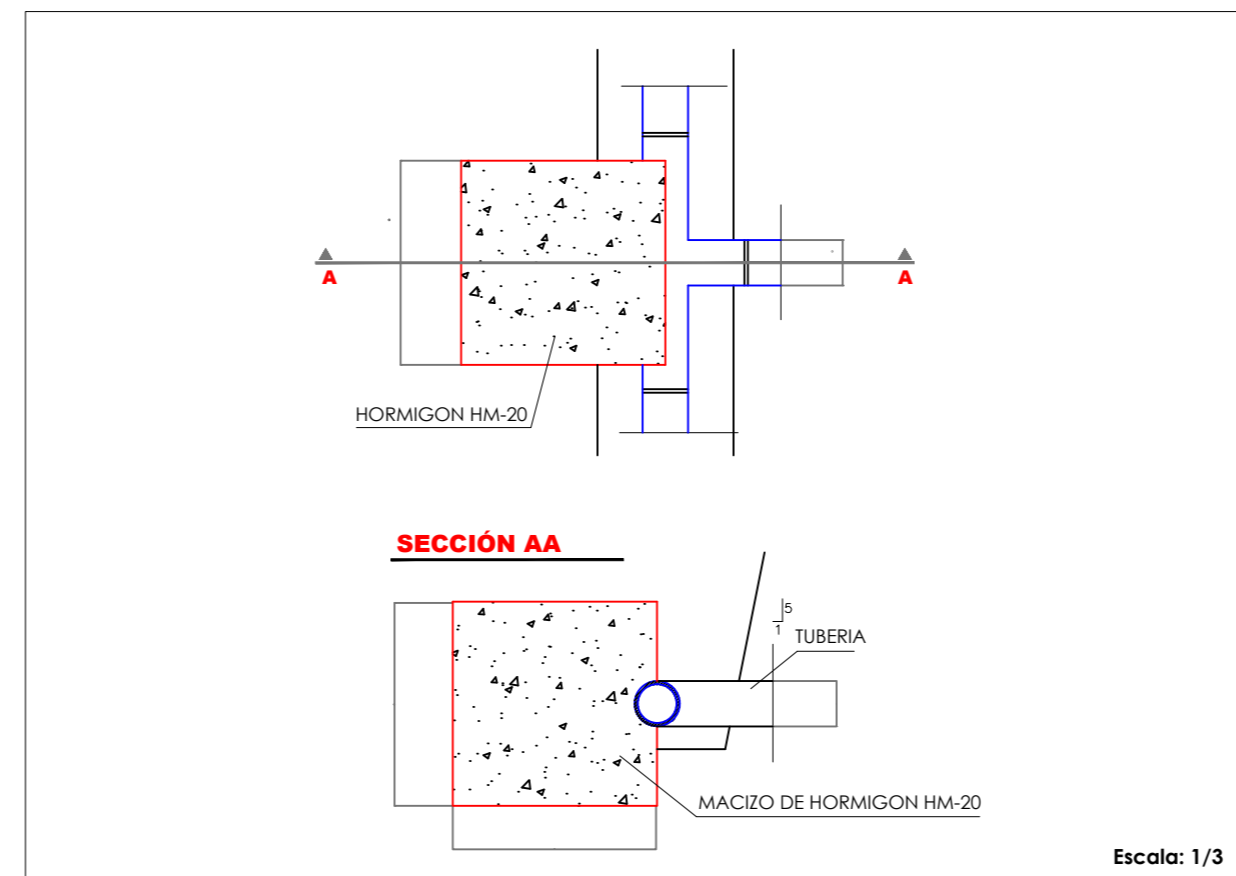 A
A
HORMIGON HM-20
SECCIÓN AA
5
1
TUBERIA
MACIZO DE HORMIGON HM-20
Escala: 1/3